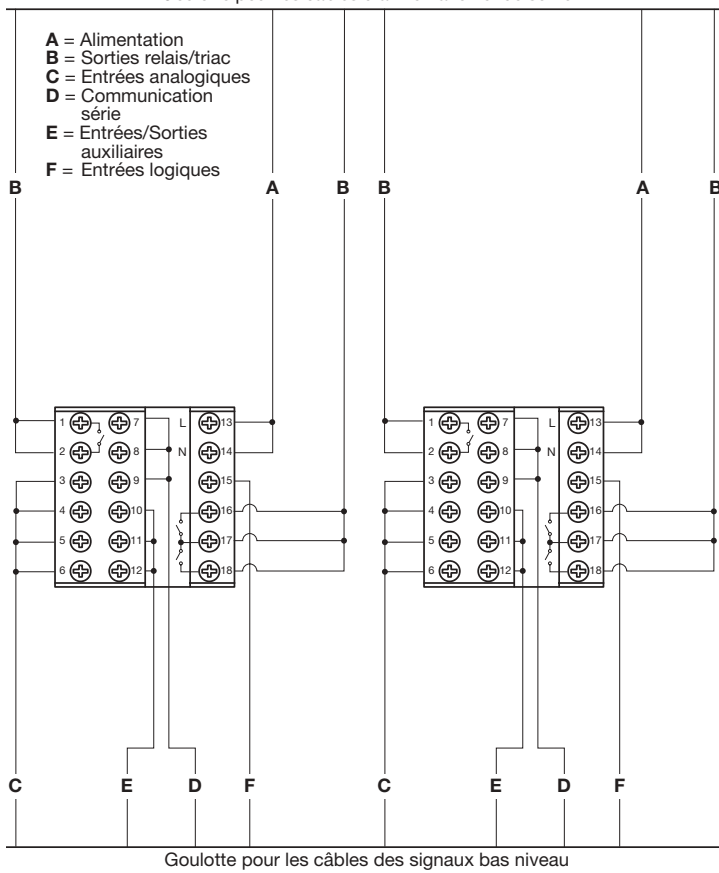 A = Alimentation
B = Sorties relais/triac
C = Entrées analogiques
D = Communication
série
E = Entrées/Sorties
auxiliaires
F = Entrées logiques
B A B B A B
1 7 L 13 1 7 L 13
2 8 N 14 2 8 N 14
3 9 15 3 9 15
4 10 16 4 10 16
5 11 17 5 11 17
6 12 18 6 12 18
C E D F C E D F
Goulotte pour les câbles des signaux bas niveau